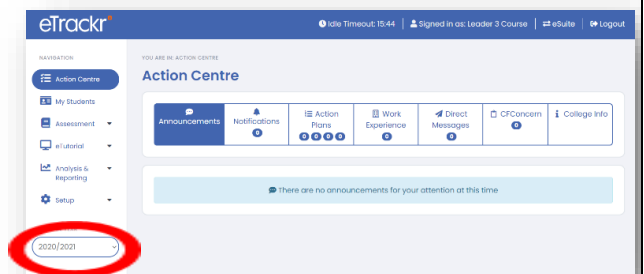 eTrackr
Idle Timeout: 15:44 | Signed in as: Leader 3 Course | eSuite | Logout
NAVIGATION
Action Centre
My Students
Assessment
eTutorial
Analysis &
Reporting
Setup
2020/2021
YOU ARE IN: ACTION CENTRE
Action Centre
Announcements
Notifications
0
Action
Plans
0 0 0 0
Work
Experience
0
Direct
Messages
0
CFConcern
0
College Info
There are no announcements for your attention at this time